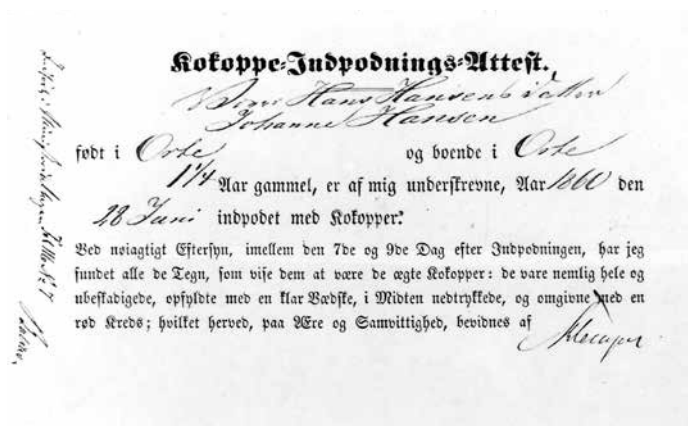 Kokoppe-Indpodnings-Attest.
Hans Hansens Datter
Johanne Hansen
født i Orte og boende i Orte
1 1/4 Aar gammel, er af mig underskrevne, Aar 1860 den
28 Juni indpodet med Kokopper.
Ved nøiagtigt Eftersyn, imellem den 7de og 9de Dag efter Indpodningen, har jeg
fundet alle de Tegn, som vise dem at være de ægte Kokopper: de vare nemlig hele og
ubeskadigede, opfyldte med en klar Vædske, i Midten nedtrykkede, og omgivne med en
rød Kreds; hvilket herved, paa Ære og Samvittighed, bevidnes af